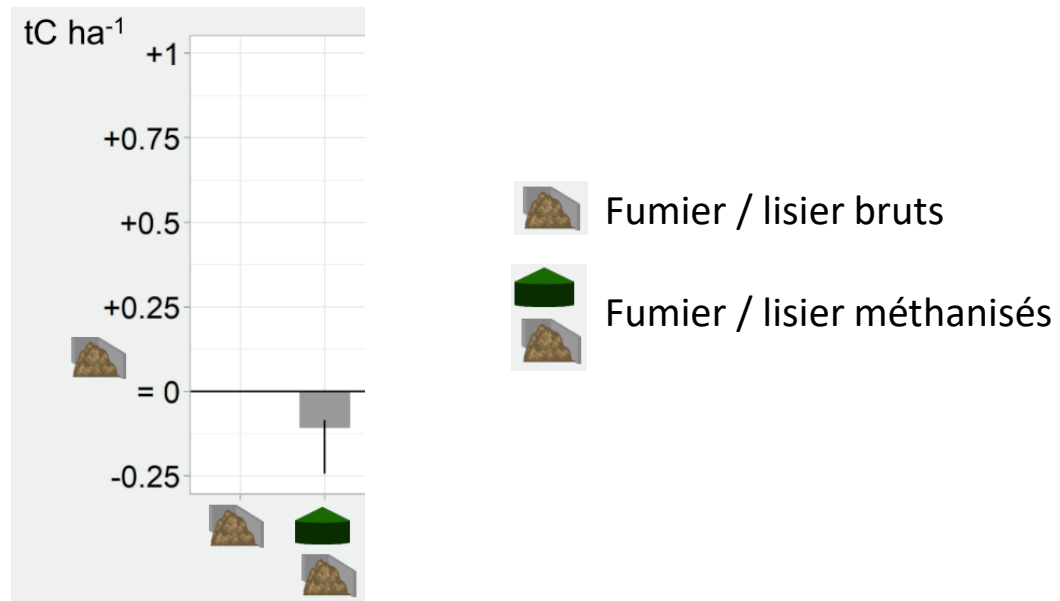 tC ha⁻¹
+1
+0.75
+0.5
+0.25
= 0
-0.25
Fumier / lisier bruts
Fumier / lisier méthanisés